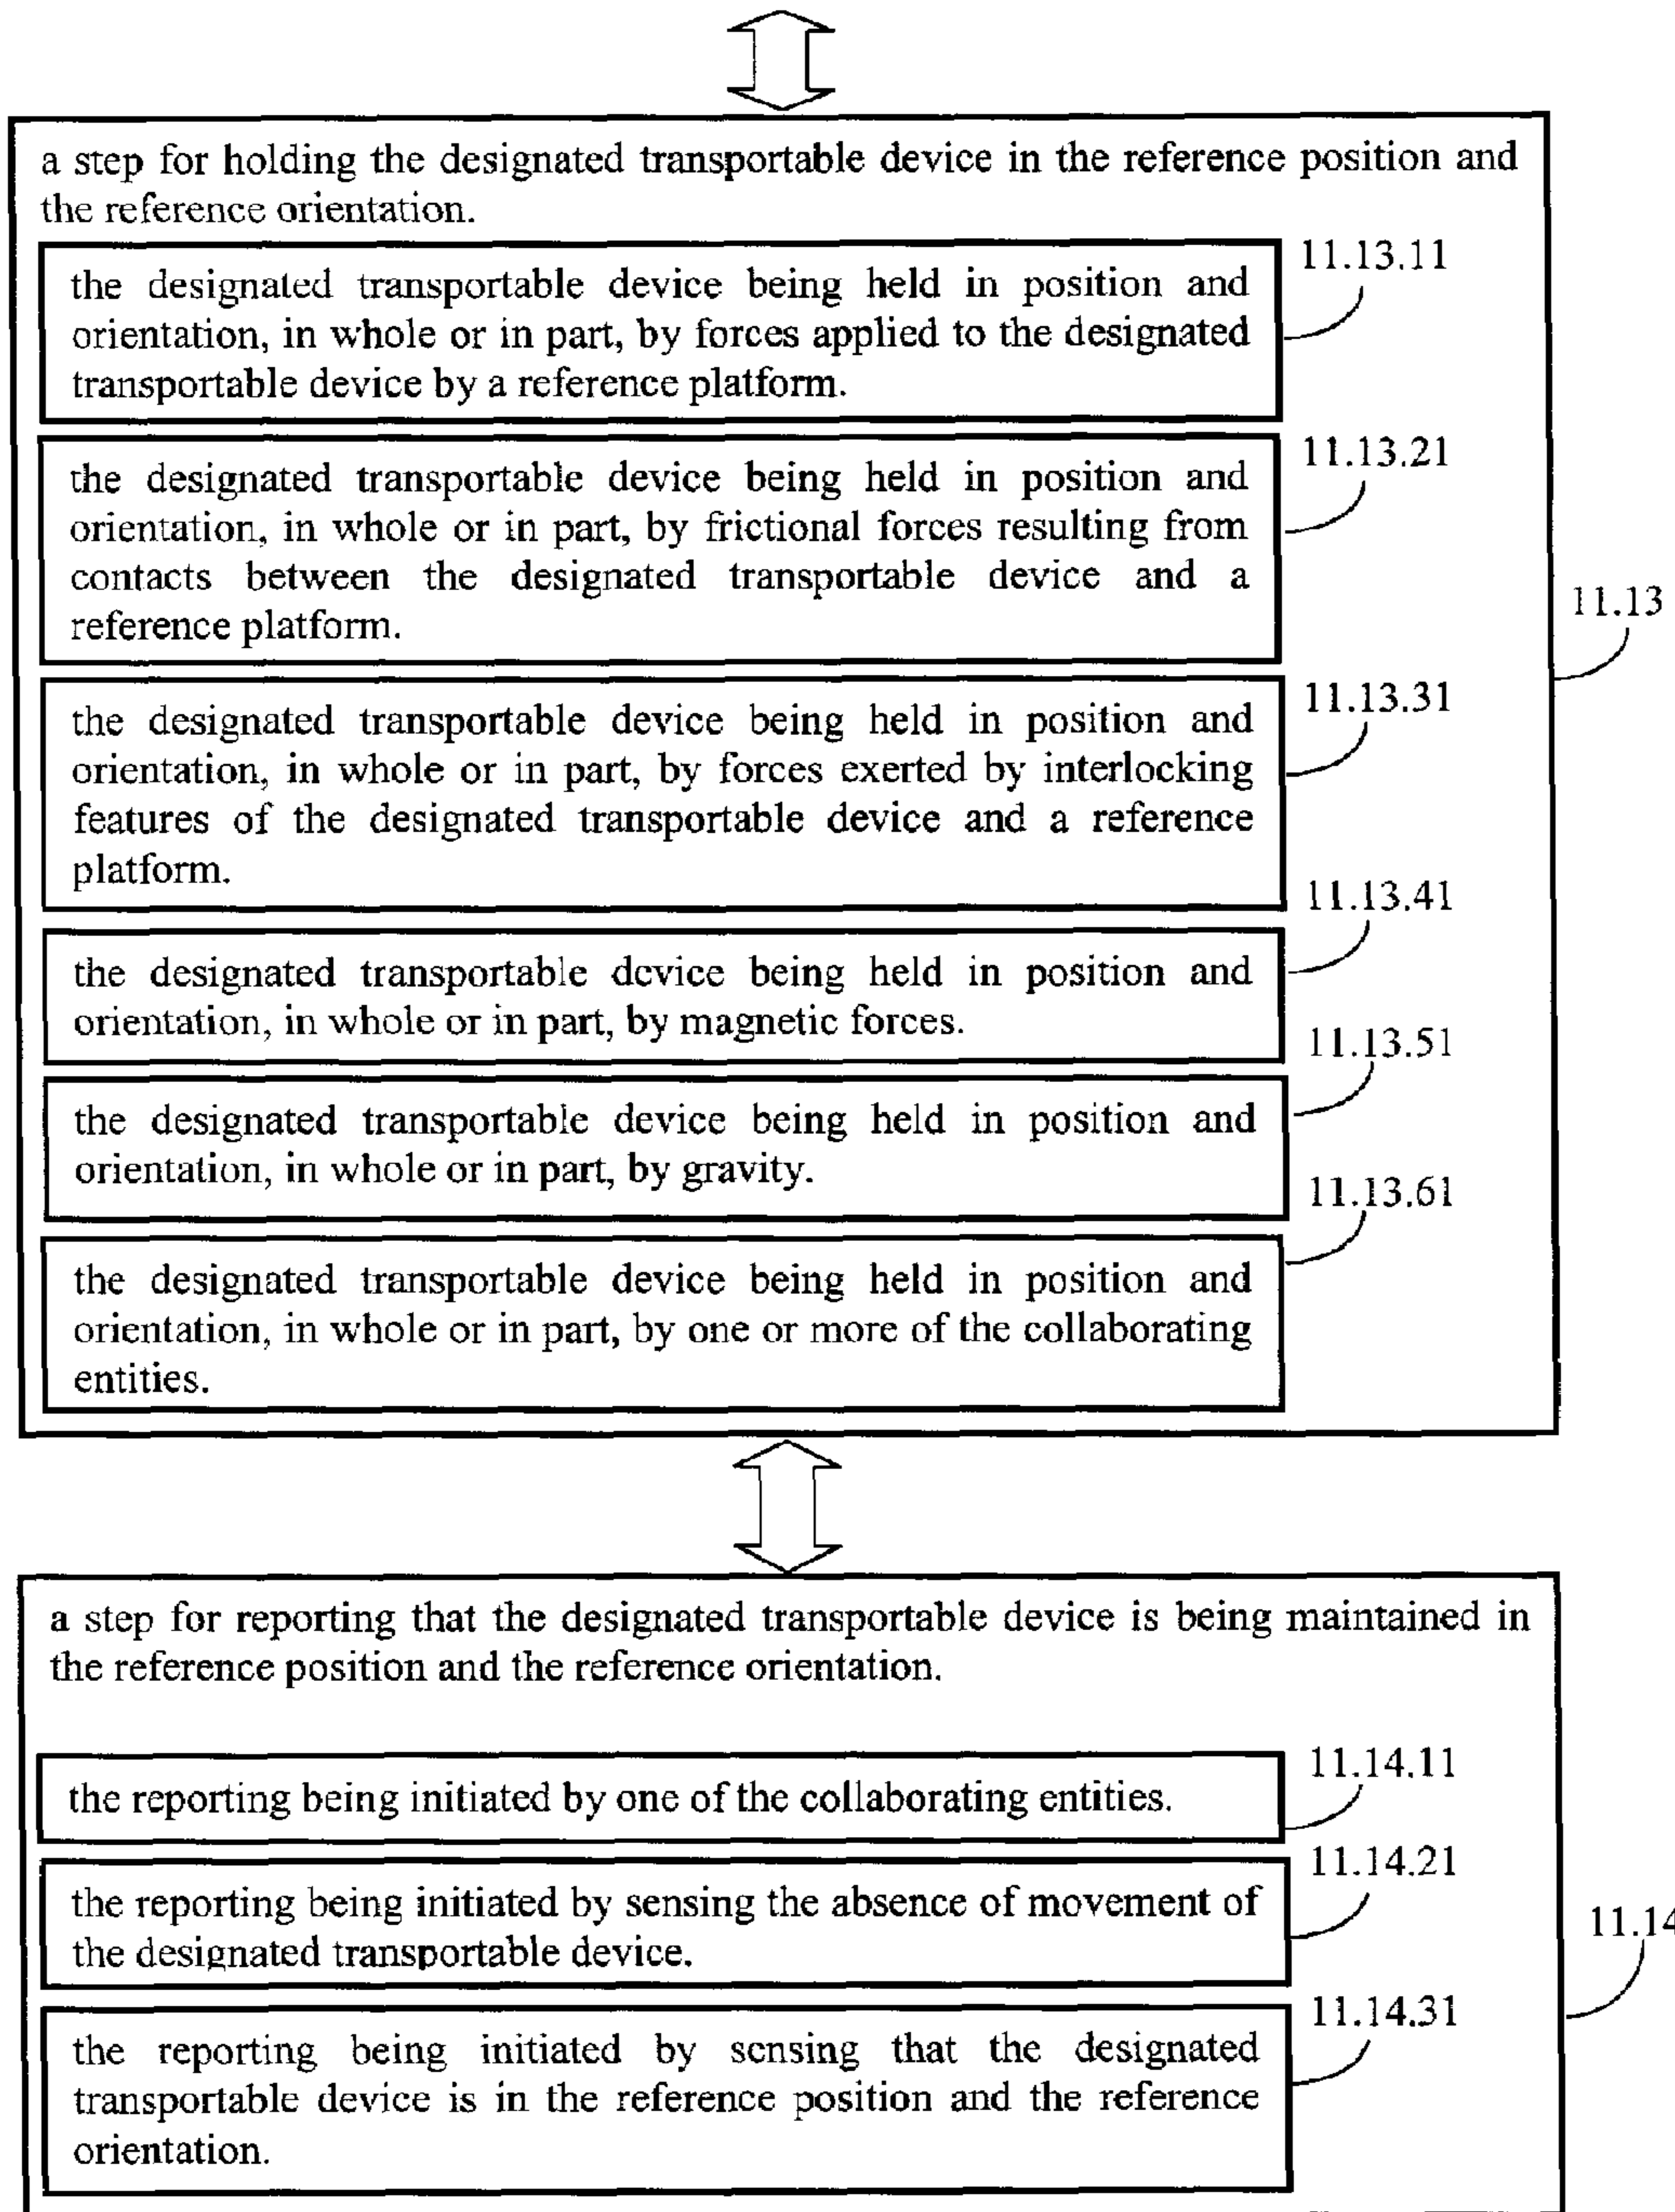 a step for holding the designated transportable device in the reference position and
the reference orientation.
11.13.11
the designated transportable device being held in position and
orientation, in whole or in part, by forces applied to the designated
transportable device by a reference platform.
11.13.21
the designated transportable device being held in position and
orientation, in whole or in part, by frictional forces resulting from
contacts between the designated transportable device and a
reference platform.
11.13
11.13.31
the designated transportable device being held in position and
orientation, in whole or in part, by forces exerted by interlocking
features of the designated transportable device and a reference
platform.
11.13.41
the designated transportable device being held in position and
orientation, in whole or in part, by magnetic forces.
11.13.51
the designated transportable device being held in position and
orientation, in whole or in part, by gravity.
11.13.61
the designated transportable device being held in position and
orientation, in whole or in part, by one or more of the collaborating
entities.
a step for reporting that the designated transportable device is being maintained in
the reference position and the reference orientation.
11.14.11
the reporting being initiated by one of the collaborating entities.
11.14.21
the reporting being initiated by sensing the absence of movement of
the designated transportable device.
11.14
11.14.31
the reporting being initiated by sensing that the designated
transportable device is in the reference position and the reference
orientation.